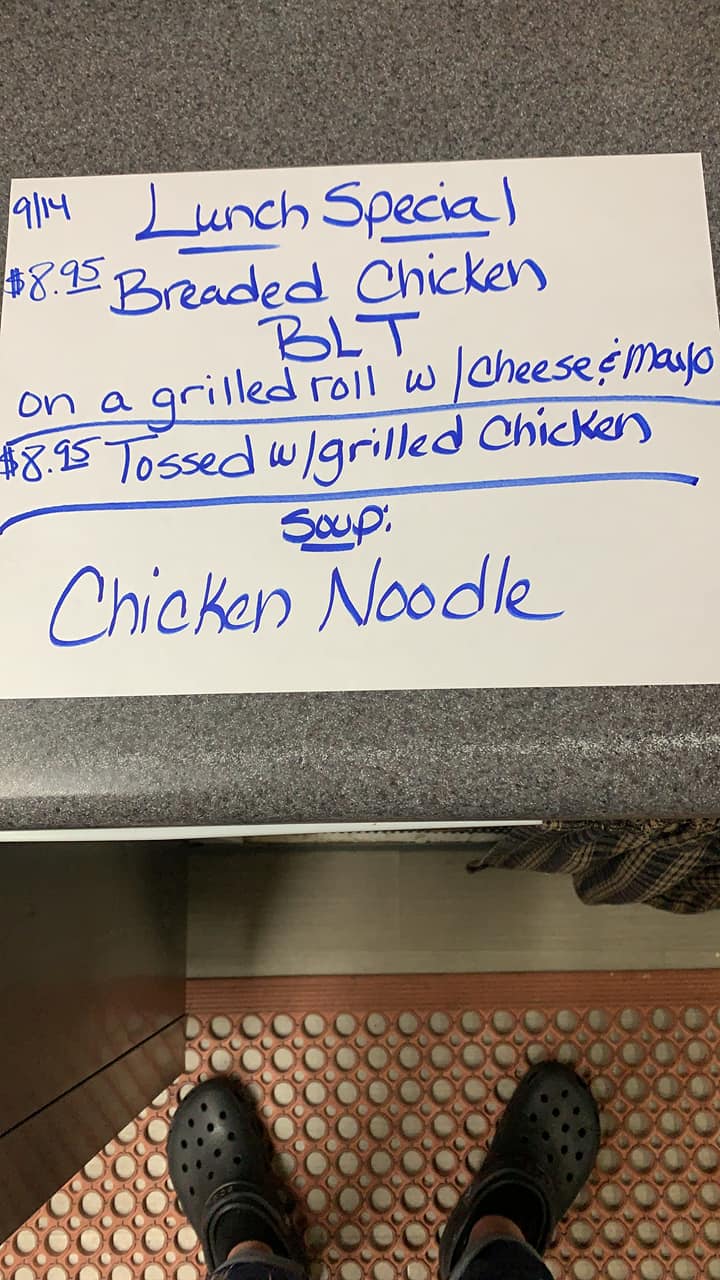 9/14 Lunch Special
$8.95 Breaded Chicken
BLT
on a grilled roll w/cheese & mayo
$8.95 Tossed w/grilled Chicken
Soup:
Chicken Noodle